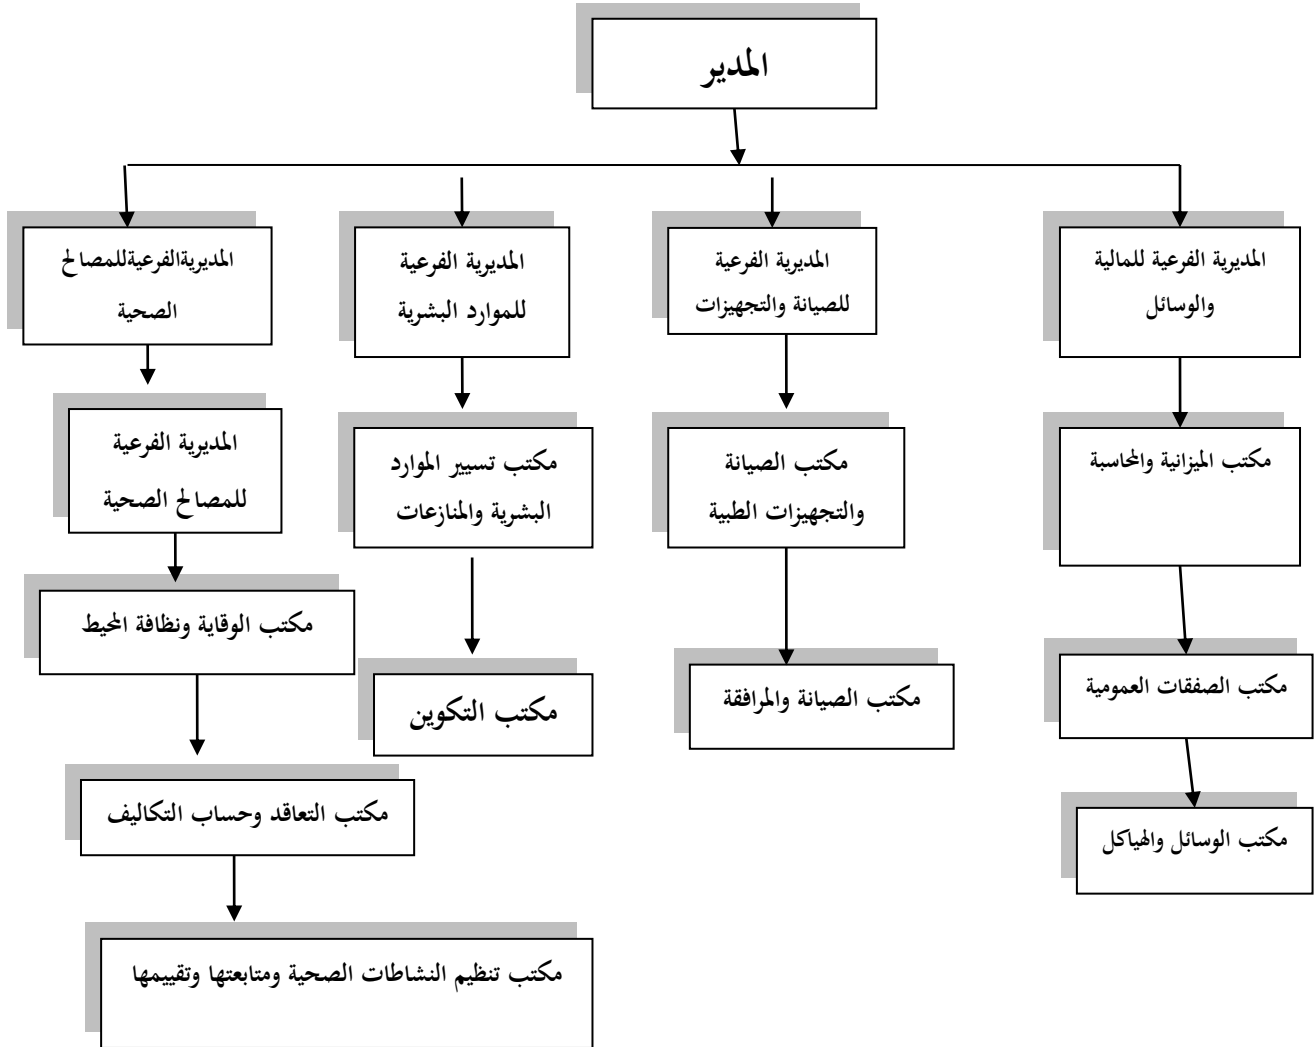 المدير
المديرية الفرعية للمالية
والوسائل
المديرية الفرعية
للصيانة والتجهيزات
المديرية الفرعية
للموارد البشرية
المديريةالفرعيةللمصالح
الصحية
مكتب الميزانية والمحاسبة
مكتب الصيانة
والتجهيزات الطبية
مكتب تسيير الموارد
البشرية والمنازعات
المديرية الفرعية
للمصالح الصحية
مكتب الصفقات العمومية
مكتب الصيانة والمرافقة
مكتب التكوين
مكتب الوقاية ونظافة المحيط
مكتب الوسائل والهياكل
مكتب التعاقد وحساب التكاليف
مكتب تنظيم النشاطات الصحية ومتابعتها وتقييمها